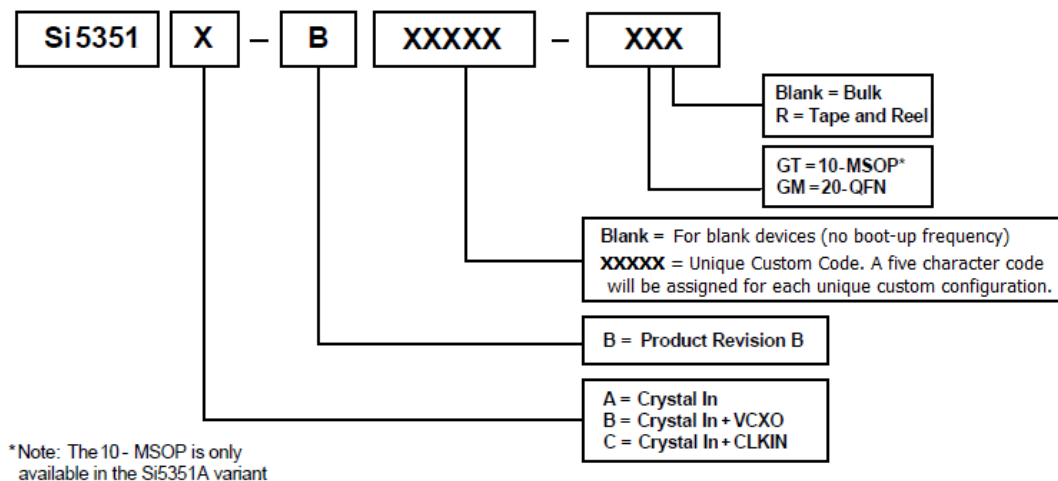 Si5351 X – B XXXXX – XXX
Blank = Bulk
R = Tape and Reel
GT = 10-MSOP*
GM = 20-QFN
Blank = For blank devices (no boot-up frequency)
XXXXX = Unique Custom Code. A five character code
will be assigned for each unique custom configuration.
B = Product Revision B
A = Crystal In
B = Crystal In + VCXO
C = Crystal In + CLKIN
*Note: The 10 - MSOP is only
available in the Si5351A variant